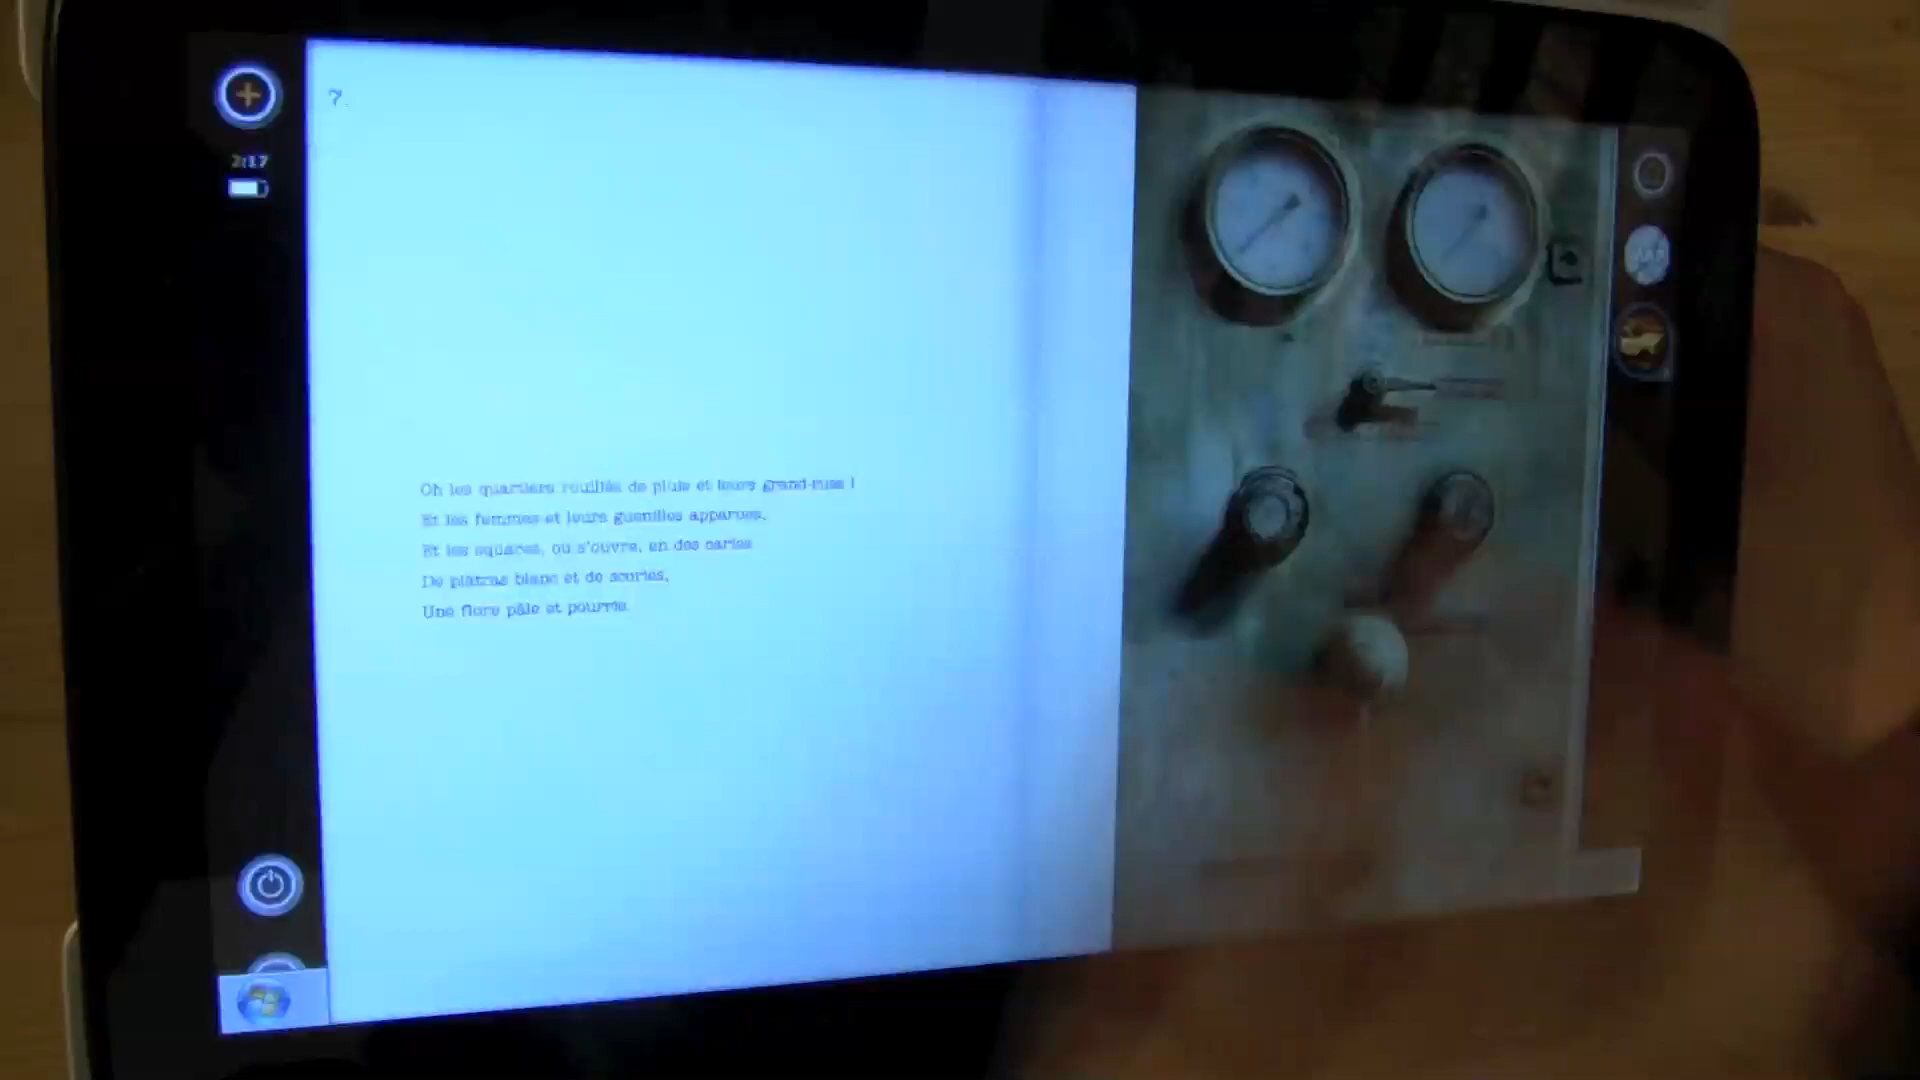 7.
2:17
Oh les quartiers rouillés de pluie et leurs grand-rues !
Et les femmes et leurs guenilles apparues,
Et les squares, ou s'ouvre, en des caries
De plâtras blanc et de scories,
Une flore pâle et pourrie.